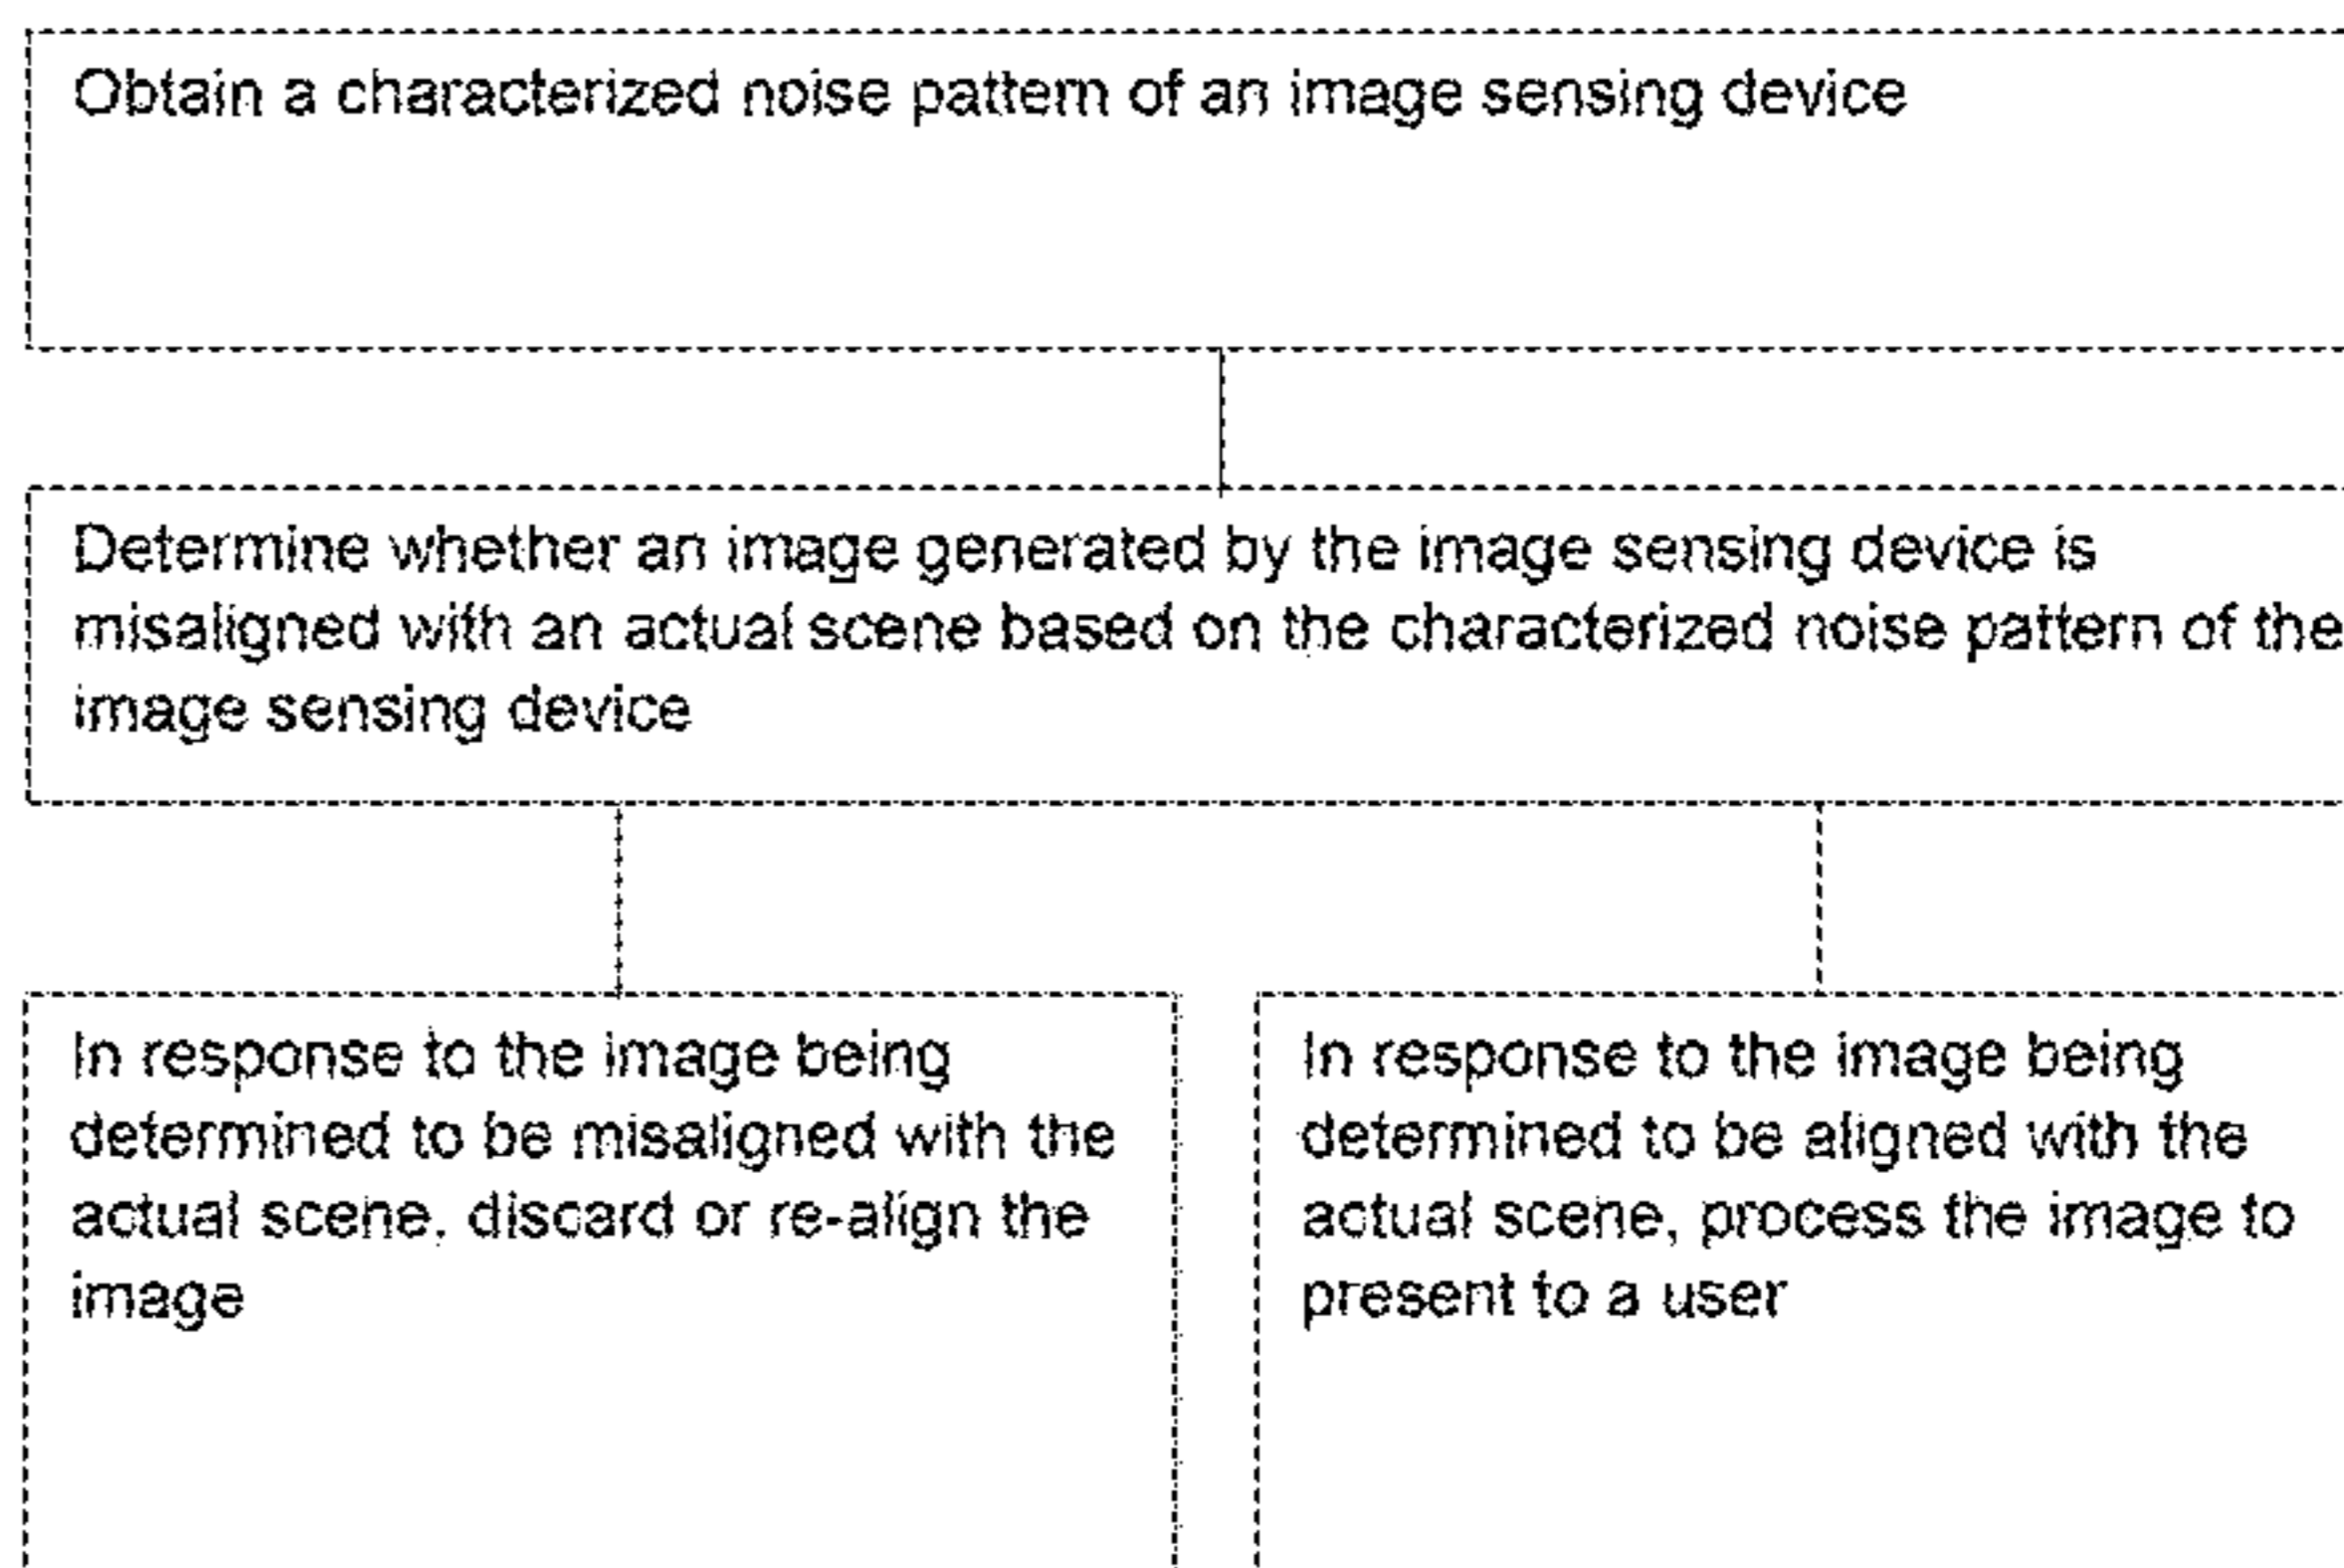 Obtain a characterized noise pattern of an image sensing device
Determine whether an image generated by the image sensing device is
misaligned with an actual scene based on the characterized noise pattern of the
image sensing device
In response to the image being
determined to be misaligned with the
actual scene, discard or re-align the
image
In response to the image being
determined to be aligned with the
actual scene, process the image to
present to a user